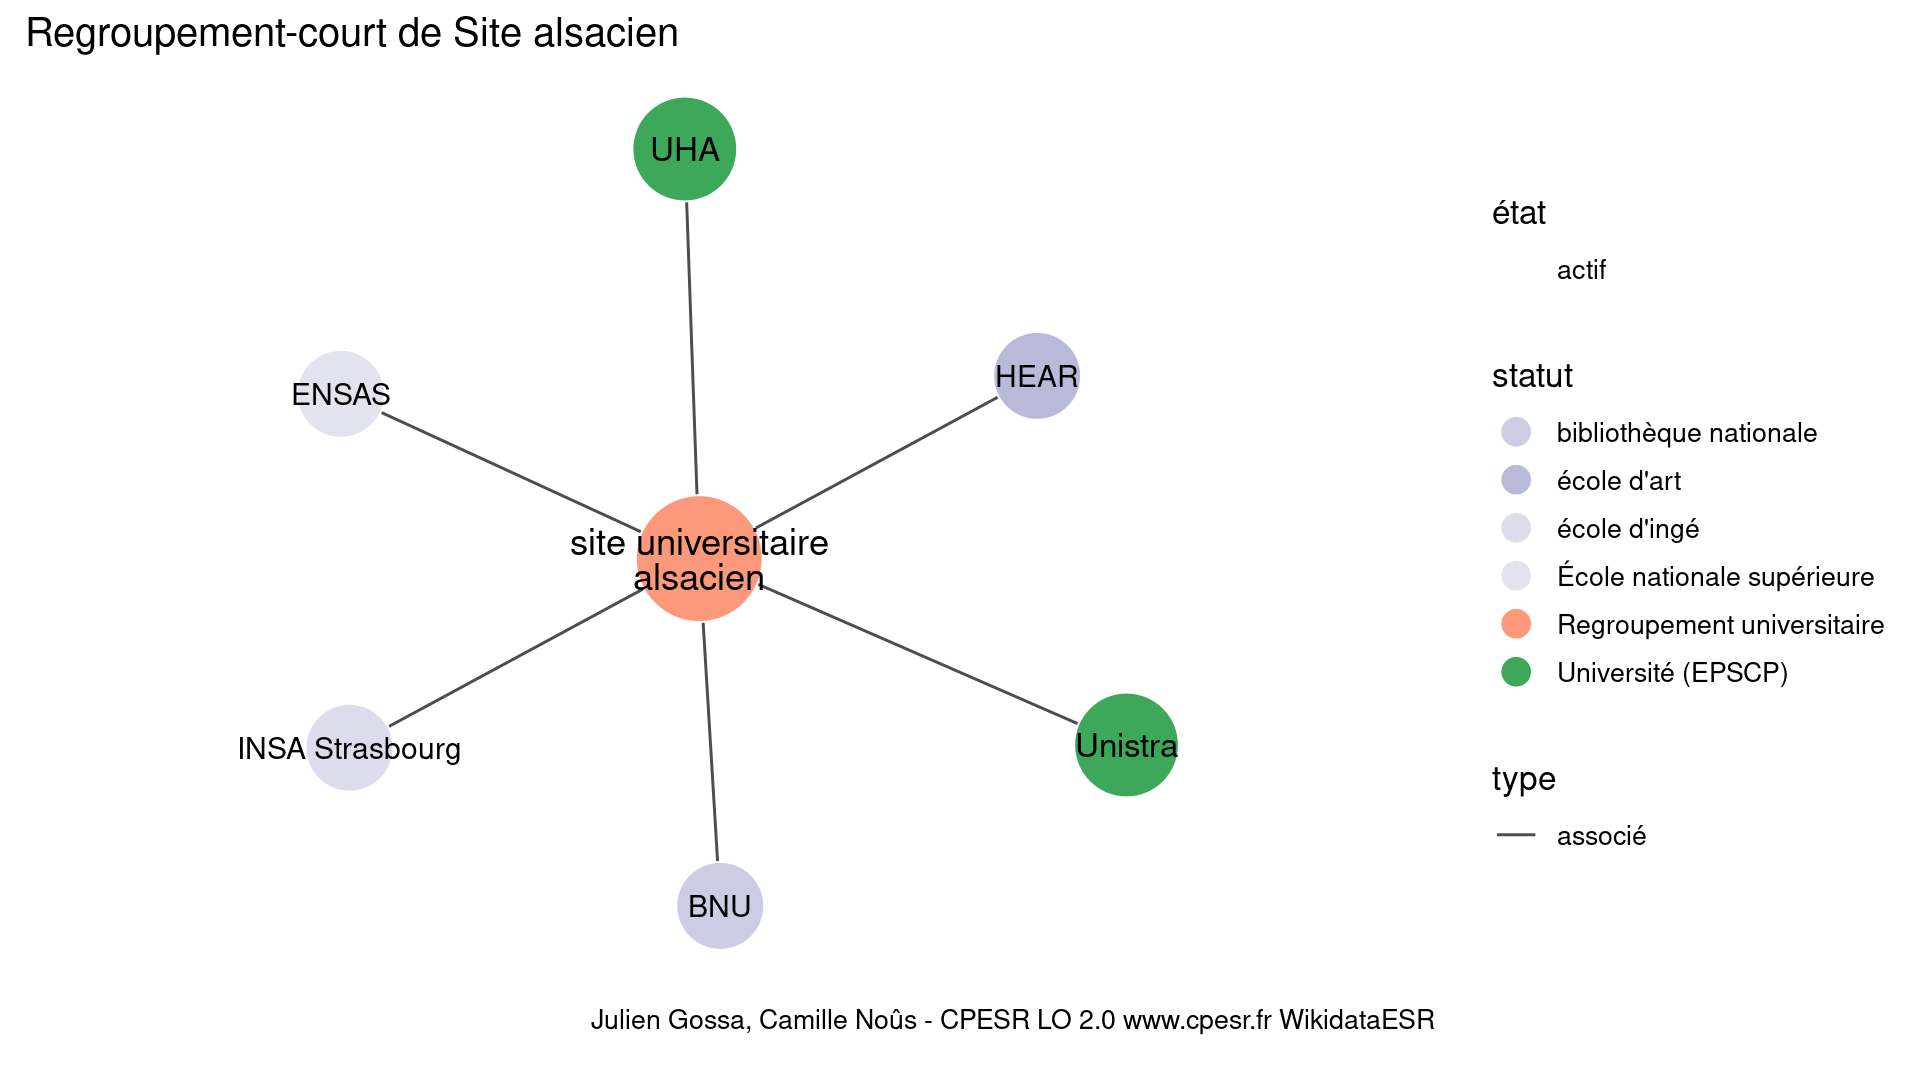 Regroupement-court de Site alsacien
UHA
HEAR
ENSAS
site universitaire
alsacien
INSA Strasbourg
Unistra
BNU
état
actif
statut
bibliothèque nationale
école d'art
école d'ingé
École nationale supérieure
Regroupement universitaire
Université (EPSCP)
type
associé
Julien Gossa, Camille Noûs - CPESR LO 2.0 www.cpesr.fr WikidataESR